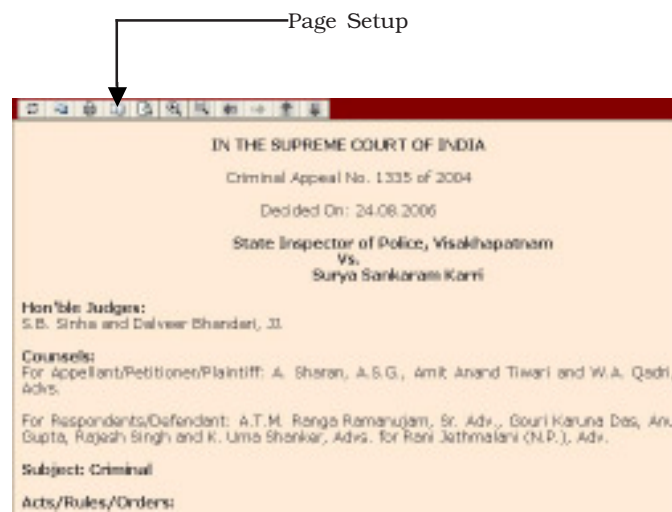 Page Setup
IN THE SUPREME COURT OF INDIA
Criminal Appeal No. 1335 of 2004
Decided On: 24.08.2006
State Inspector of Police, Visakhapatnam
Vs.
Surya Sankaram Karri
Hon'ble Judges:
S.B. Sinha and Dalveer Bhandari, JJ.
Counsels:
For Appellant/Petitioner/Plaintiff: A. Sharan, A.S.G., Amit Anand Tiwari and W.A. Qadri,
Advs.
For Respondents/Defendant: A.T.M. Ranga Ramanujam, Sr. Adv., Gouri Karuna Das, Anu
Gupta, Rajesh Singh and K. Uma Shanker, Advs. for Rani Jethmalani (N.P.), Adv.
Subject: Criminal
Acts/Rules/Orders: